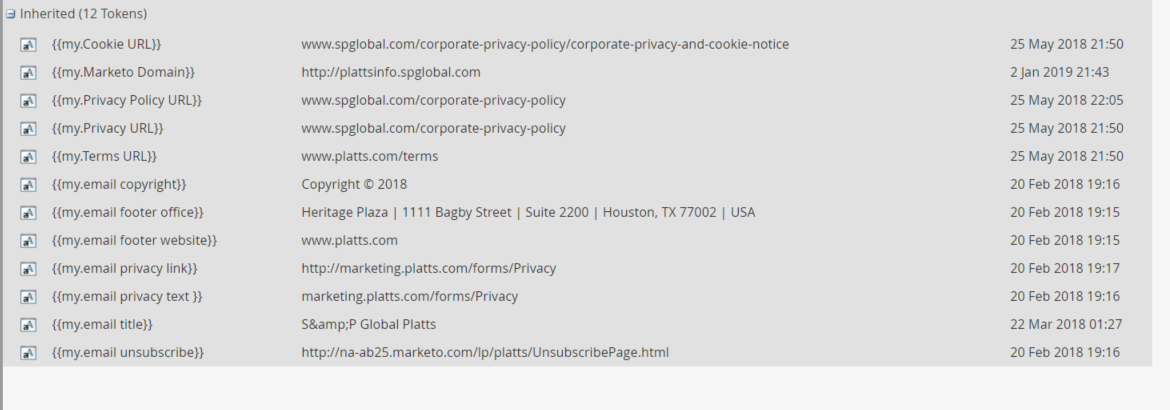 Inherited (12 Tokens)
{{my.Cookie URL}} www.spglobal.com/corporate-privacy-policy/corporate-privacy-and-cookie-notice 25 May 2018 21:50
{{my.Marketo Domain}} http://plattsinfo.spglobal.com 2 Jan 2019 21:43
{{my.Privacy Policy URL}} www.spglobal.com/corporate-privacy-policy 25 May 2018 22:05
{{my.Privacy URL}} www.spglobal.com/corporate-privacy-policy 25 May 2018 21:50
{{my.Terms URL}} www.platts.com/terms 25 May 2018 21:50
{{my.email copyright}} Copyright © 2018 20 Feb 2018 19:16
{{my.email footer office}} Heritage Plaza | 1111 Bagby Street | Suite 2200 | Houston, TX 77002 | USA 20 Feb 2018 19:15
{{my.email footer website}} www.platts.com 20 Feb 2018 19:15
{{my.email privacy link}} http://marketing.platts.com/forms/Privacy 20 Feb 2018 19:17
{{my.email privacy text }} marketing.platts.com/forms/Privacy 20 Feb 2018 19:16
{{my.email title}} S&amp;P Global Platts 22 Mar 2018 01:27
{{my.email unsubscribe}} http://na-ab25.marketo.com/lp/platts/UnsubscribePage.html 20 Feb 2018 19:16